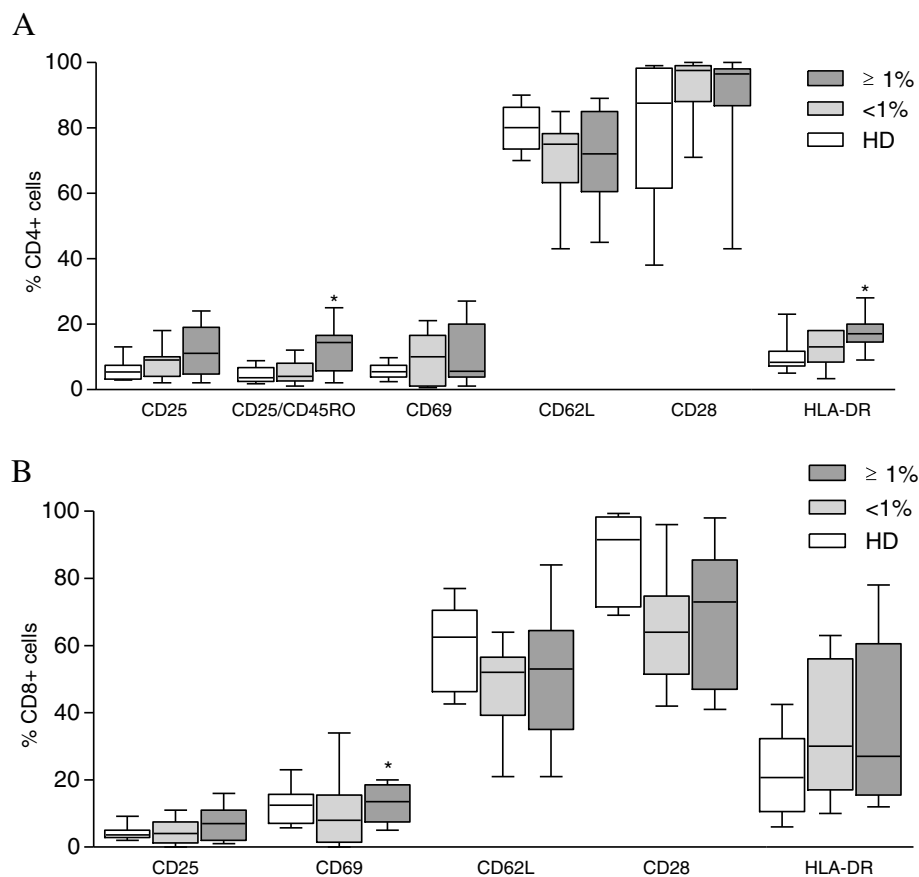 A
100
80
60
40
20
0
% CD4+ cells
≥ 1%
<1%
HD
*
*
CD25 CD25/CD45RO CD69 CD62L CD28 HLA-DR
B
100
80
60
40
20
0
% CD8+ cells
≥ 1%
<1%
HD
*
CD25 CD69 CD62L CD28 HLA-DR